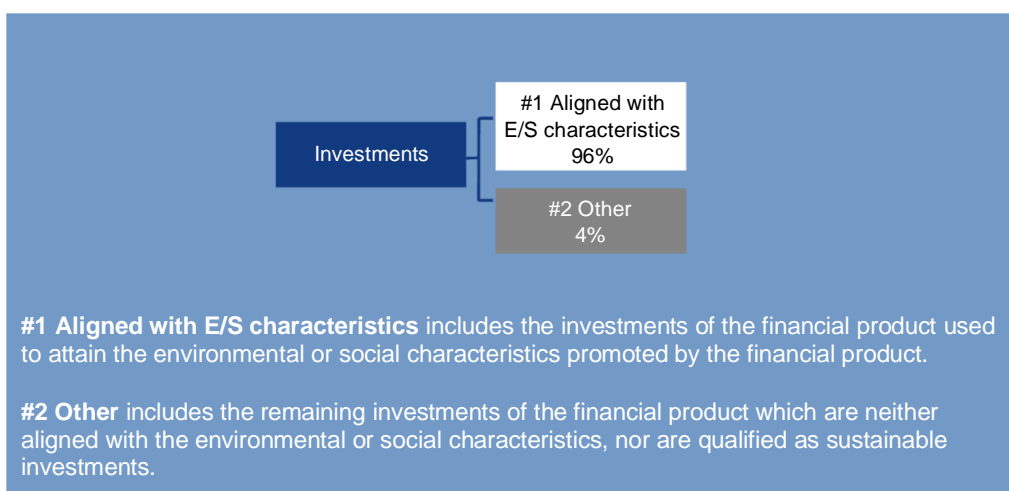 #1 Aligned with
E/S characteristics
96%
Investments
#2 Other
4%
#1 Aligned with E/S characteristics includes the investments of the financial product used
to attain the environmental or social characteristics promoted by the financial product.
#2 Other includes the remaining investments of the financial product which are neither
aligned with the environmental or social characteristics, nor are qualified as sustainable
investments.